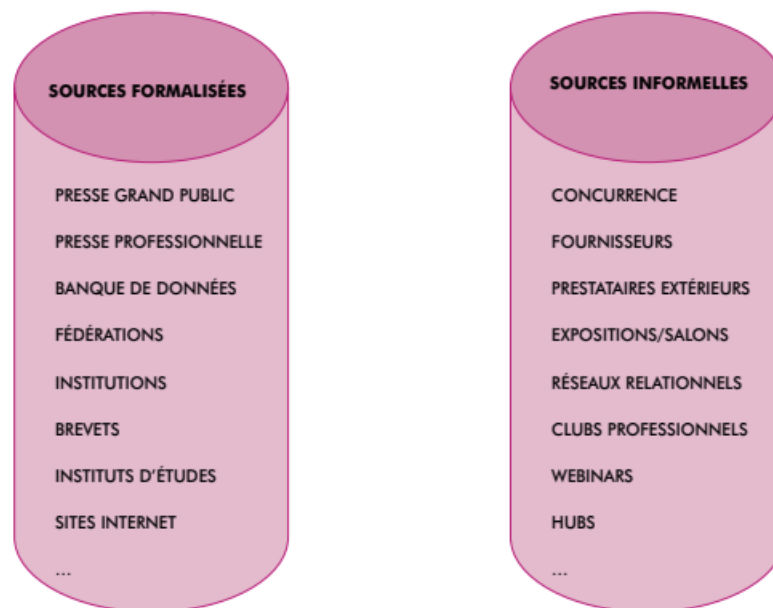 SOURCES FORMALISÉES
PRESSE GRAND PUBLIC
PRESSE PROFESSIONNELLE
BANQUE DE DONNÉES
FÉDÉRATIONS
INSTITUTIONS
BREVETS
INSTITUTS D'ÉTUDES
SITES INTERNET
...
SOURCES INFORMELLES
CONCURRENCE
FOURNISSEURS
PRESTATAIRES EXTÉRIEURS
EXPOSITIONS/SALONS
RÉSEAUX RELATIONNELS
CLUBS PROFESSIONNELS
WEBINARS
HUBS
...